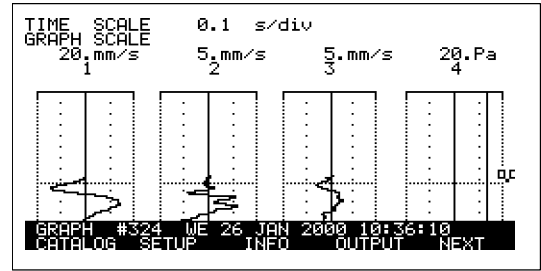 TIME SCALE 0.1 s/div
GRAPH SCALE
20.mm/s 5.mm/s 5.mm/s 20.Pa
1 2 3 4
GRAPH #324 WE 26 JAN 2000 10:36:10
CATALOG SETUP INFO OUTPUT NEXT